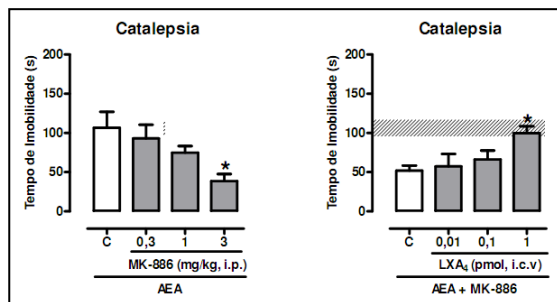 Catalepsia
Tempo de Imobilidade (s)
200
150
100
50
0
*
C 0,3 1 3
MK-886 (mg/kg, i.p.)
AEA
Catalepsia
Tempo de Imobilidade (s)
200
150
100
50
0
*
C 0,01 0,1 1
LXA₄ (pmol, i.c.v)
AEA + MK-886